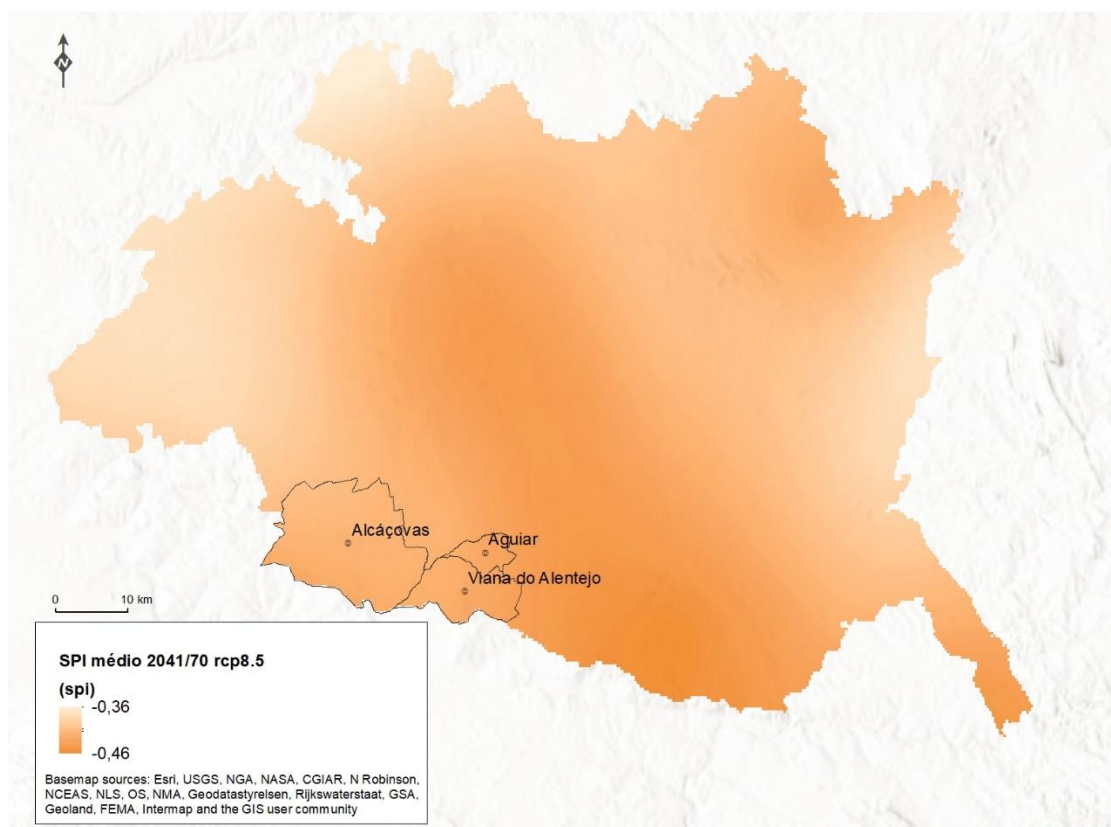 N
Alcáçovas
Aguiar
Viana do Alentejo
0 10 km
SPI médio 2041/70 rcp8.5
(spi)
-0,36
-0,46
Basemap sources: Esri, USGS, NGA, NASA, CGIAR, N Robinson,
NCEAS, NLS, OS, NMA, Geodatastyrelsen, Rijkswaterstaat, GSA,
Geoland, FEMA, Intermap and the GIS user community